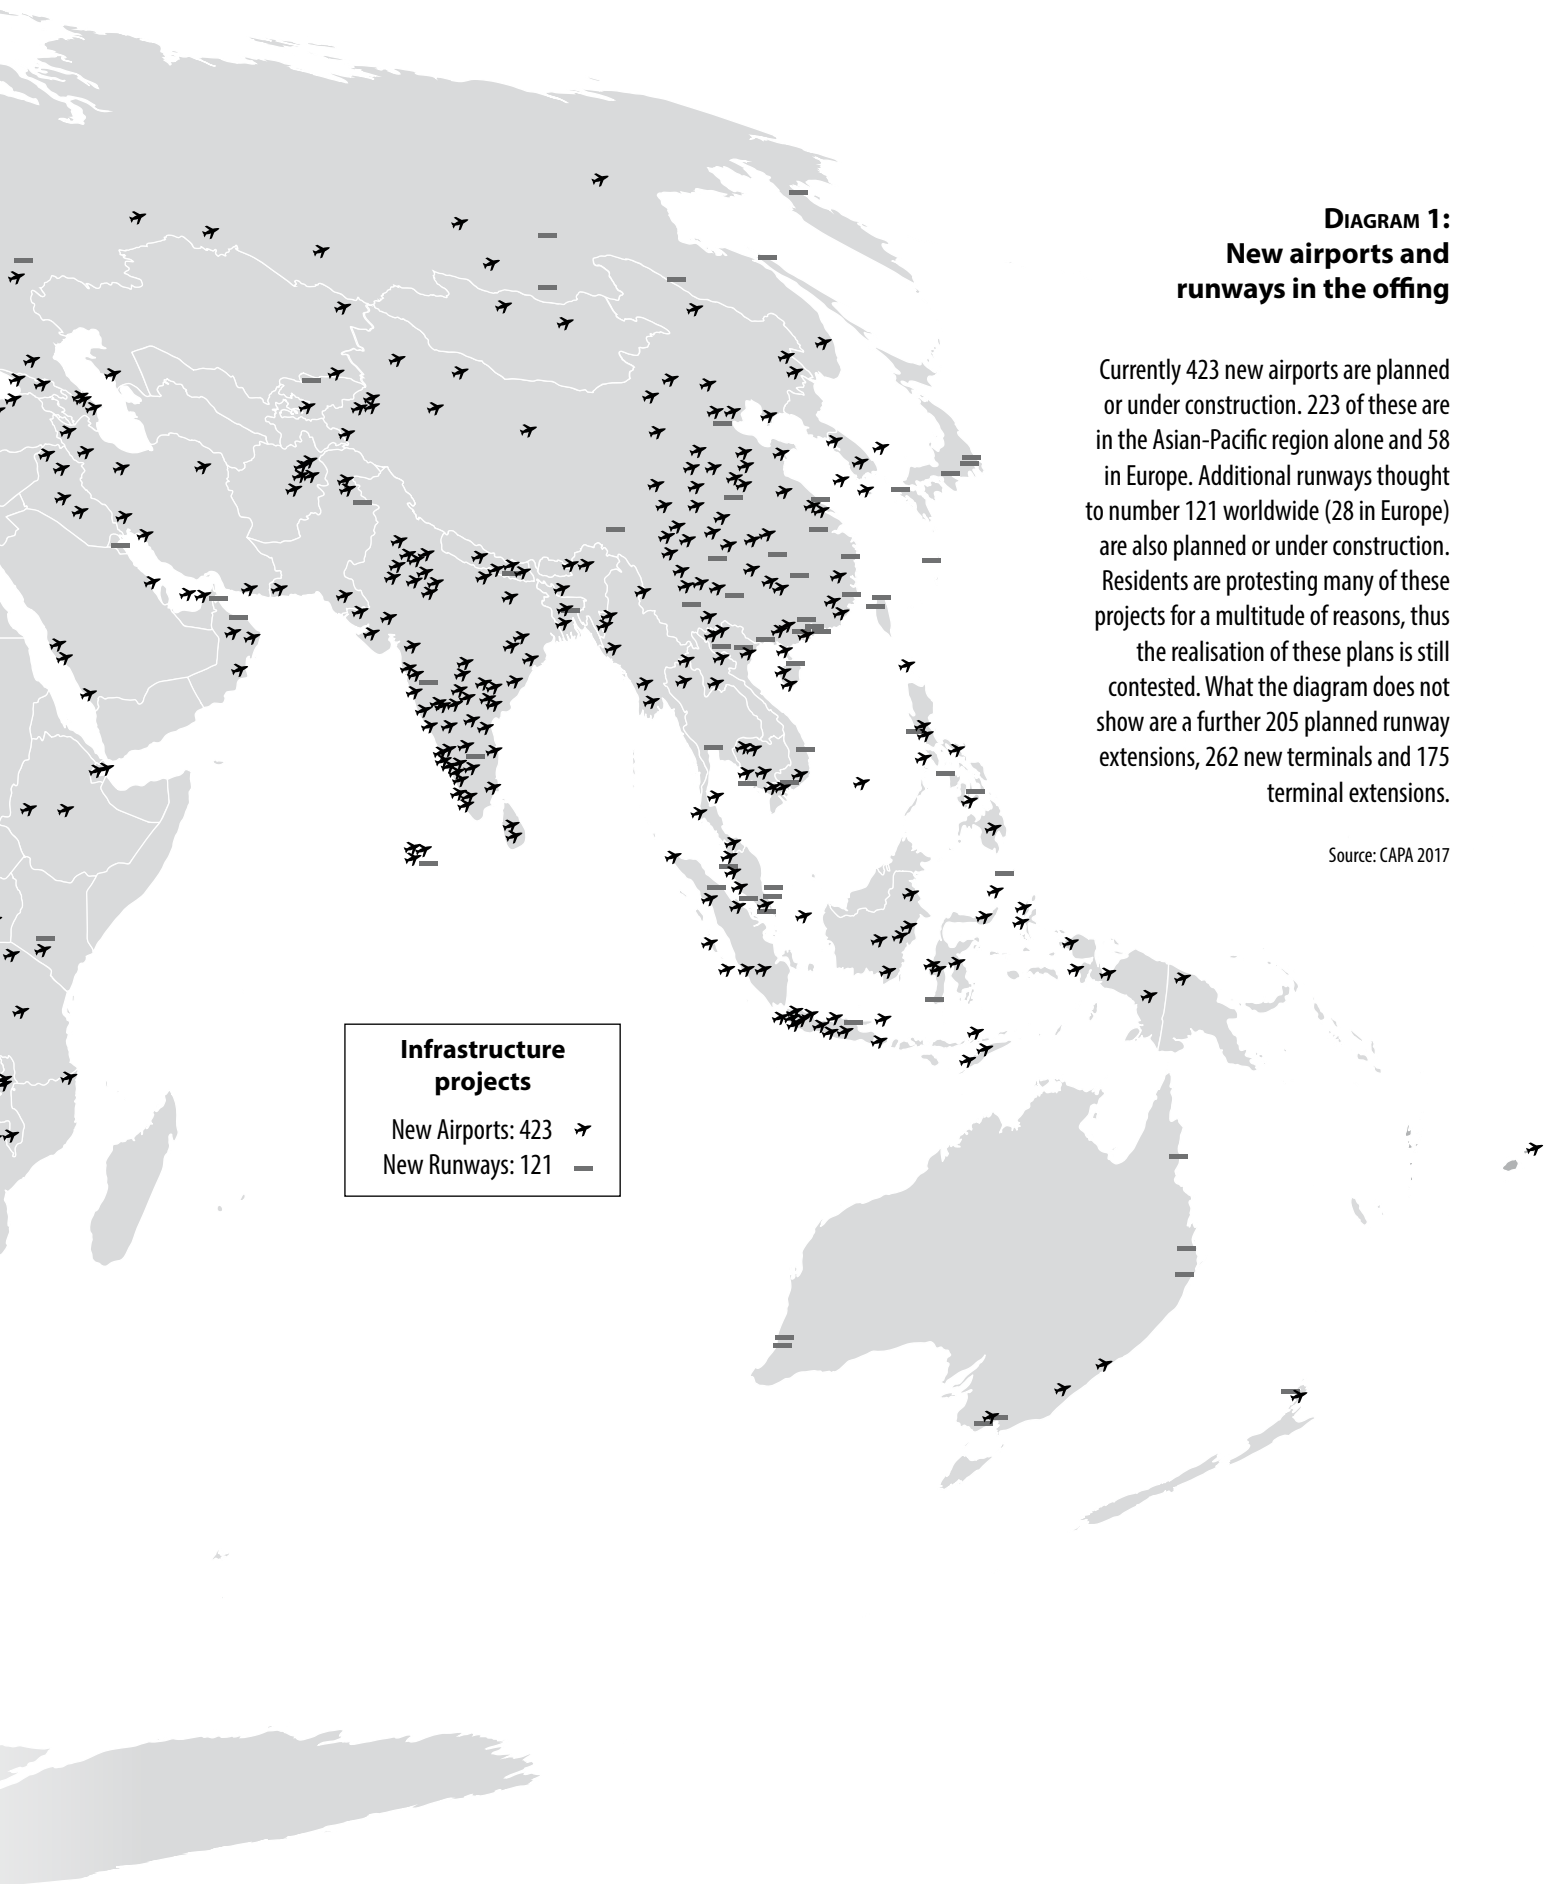 DIAGRAM 1:
New airports and
runways in the offing
Currently 423 new airports are planned
or under construction. 223 of these are
in the Asian-Pacific region alone and 58
in Europe. Additional runways thought
to number 121 worldwide (28 in Europe)
are also planned or under construction.
Residents are protesting many of these
projects for a multitude of reasons, thus
the realisation of these plans is still
contested. What the diagram does not
show are a further 205 planned runway
extensions, 262 new terminals and 175
terminal extensions.
Source: CAPA 2017
Infrastructure
projects
New Airports: 423
New Runways: 121